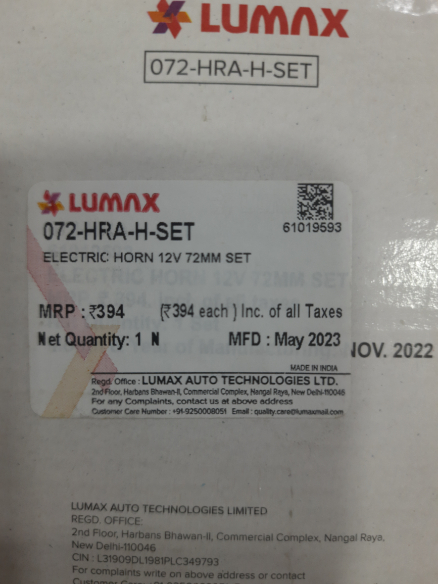 LUMAX
072-HRA-H-SET
LUMAX
61019593
072-HRA-H-SET
ELECTRIC HORN 12V 72MM SET
MRP : ₹394 (₹394 each ) Inc. of all Taxes
Net Quantity: 1 N MFD : May 2023
NOV. 2022
MADE IN INDIA
Regd. Office : LUMAX AUTO TECHNOLOGIES LTD.
2nd Floor, Harbans Bhawan-II, Commercial Complex, Nangal Raya, New Delhi-110046
For any Complaints, contact us at above address
Customer Care Number : +91-9250008051 Email : quality.care@lumaxmail.com
LUMAX AUTO TECHNOLOGIES LIMITED
REGD. OFFICE:
2nd Floor, Harbans Bhawan-II, Commercial Complex, Nangal Raya,
New Delhi-110046
CIN : L31909DL1981PLC349793
For complaints write on above address or contact